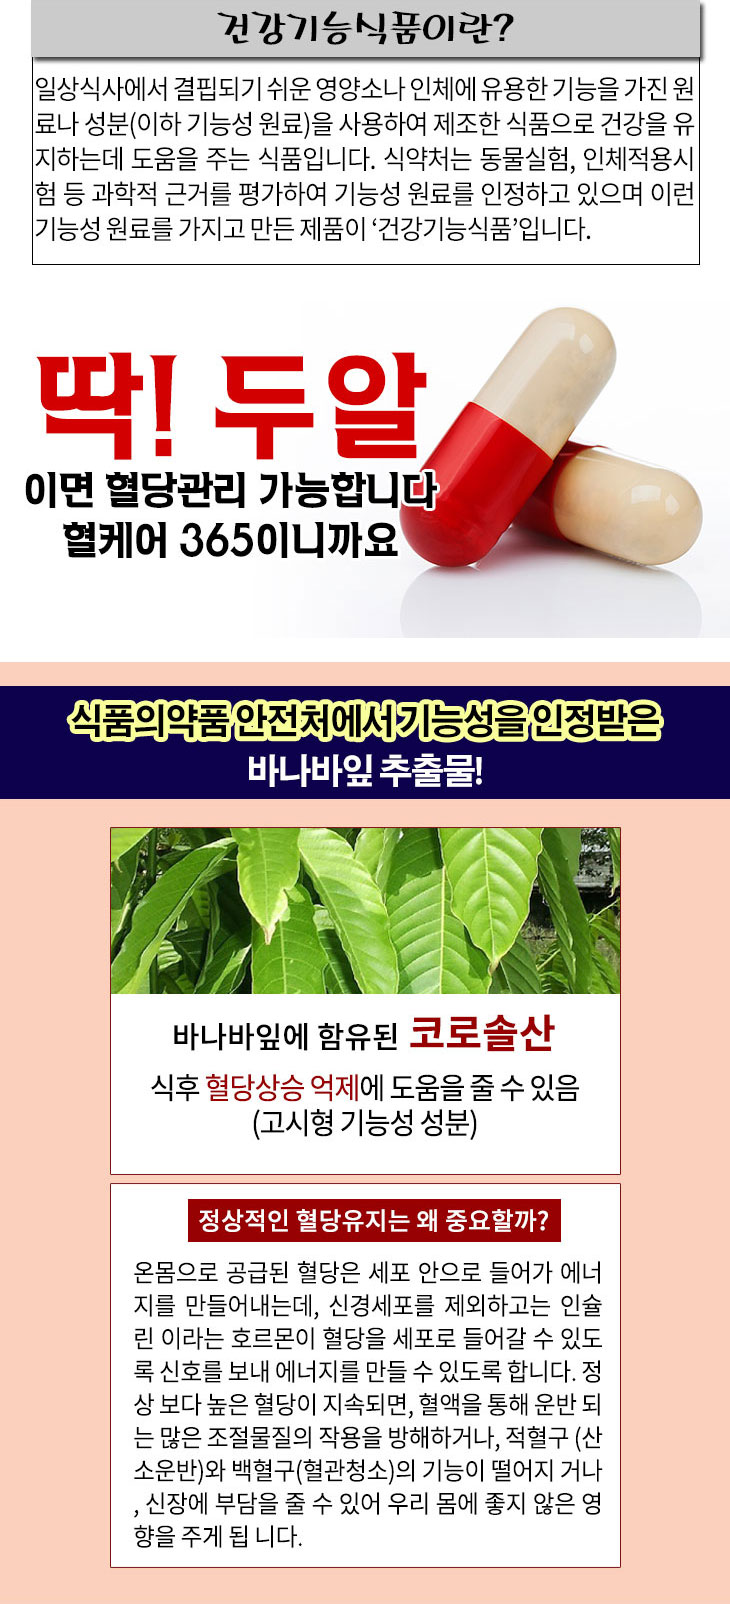 건강기능식품이란?
일상식사에서 결핍되기 쉬운 영양소나 인체에 유용한 기능을 가진 원
료나 성분(이하 기능성 원료)을 사용하여 제조한 식품으로 건강을 유
지하는데 도움을 주는 식품입니다. 식약처는 동물실험, 인체적용시
험 등 과학적 근거를 평가하여 기능성 원료를 인정하고 있으며 이런
기능성 원료를 가지고 만든 제품이 ‘건강기능식품’입니다.
딱! 두알
이면 혈당관리 가능합니다
혈케어 365이니까요
식품의약품 안전처에서 기능성을 인정받은
바나바잎 추출물!
바나바잎에 함유된 코로솔산
식후 혈당상승 억제에 도움을 줄 수 있음
(고시형 기능성 성분)
정상적인 혈당유지는 왜 중요할까?
온몸으로 공급된 혈당은 세포 안으로 들어가 에너
지를 만들어내는데, 신경세포를 제외하고는 인슐
린 이라는 호르몬이 혈당을 세포로 들어갈 수 있도
록 신호를 보내 에너지를 만들 수 있도록 합니다. 정
상 보다 높은 혈당이 지속되면, 혈액을 통해 운반 되
는 많은 조절물질의 작용을 방해하거나, 적혈구 (산
소운반)와 백혈구(혈관청소)의 기능이 떨어지 거나
, 신장에 부담을 줄 수 있어 우리 몸에 좋지 않은 영
향을 주게 됩 니다.